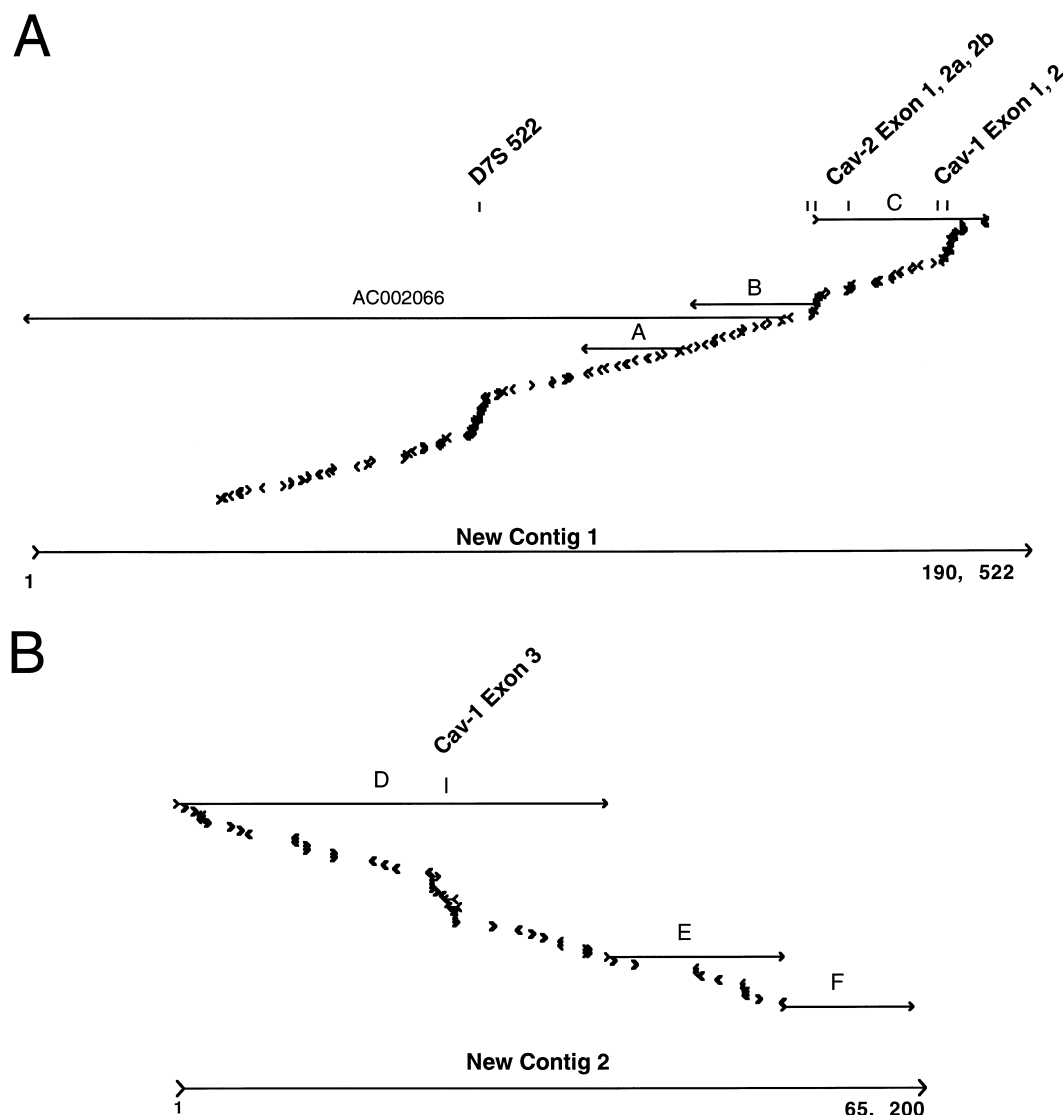 A
D7S 522
Cav-2 Exon 1, 2a, 2b
Cav-1 Exon 1, 2
C
B
AC002066
A
New Contig 1
1
190, 522
B
Cav-1 Exon 3
D
E
F
New Contig 2
1
65, 200